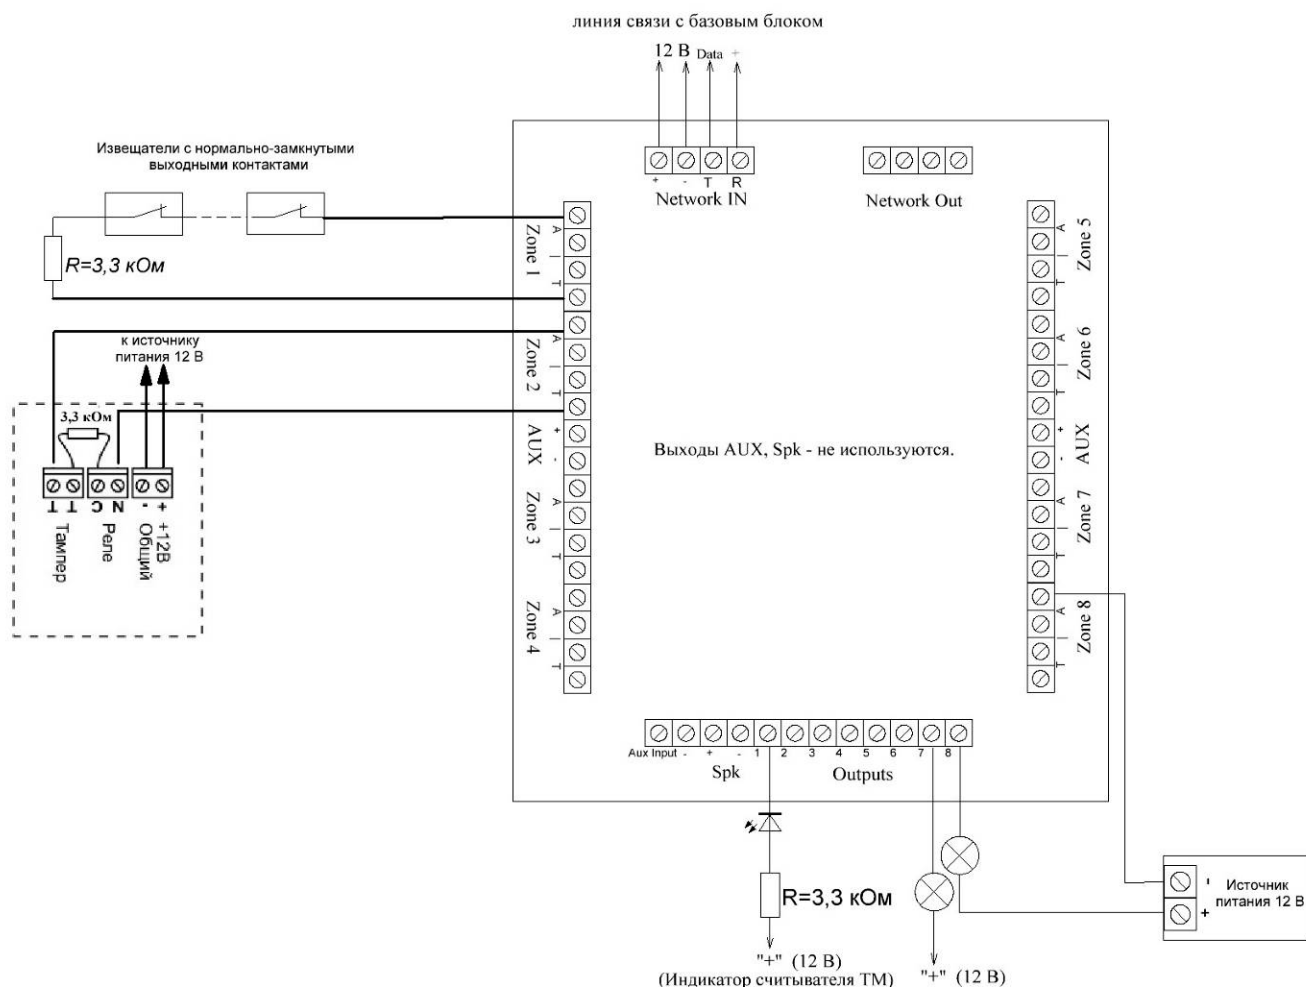 линия связи с базовым блоком
12 В Data +
Извещатели с нормально-замкнутыми
выходными контактами
+ - T R
Network IN
Network Out
A
I
T
Zone 1
R=3,3 кОм
A
I
T
Zone 2
к источнику
питания 12 В
3,3 кОм
T T C N - +
Тампер
Реле
Общий
+12В
+
-
AUX
A
I
T
Zone 3
A
I
T
Zone 4
Выходы AUX, Spk - не используются.
A
I
T
Zone 5
A
I
T
Zone 6
+
-
AUX
A
I
T
Zone 7
A
I
T
Zone 8
Aux Input - + - 1 2 3 4 5 6 7 8
Spk
Outputs
R=3,3 кОм
"+" (12 В)
(Индикатор считывателя ТМ)
"+" (12 В)
-
+
Источник
питания 12 В